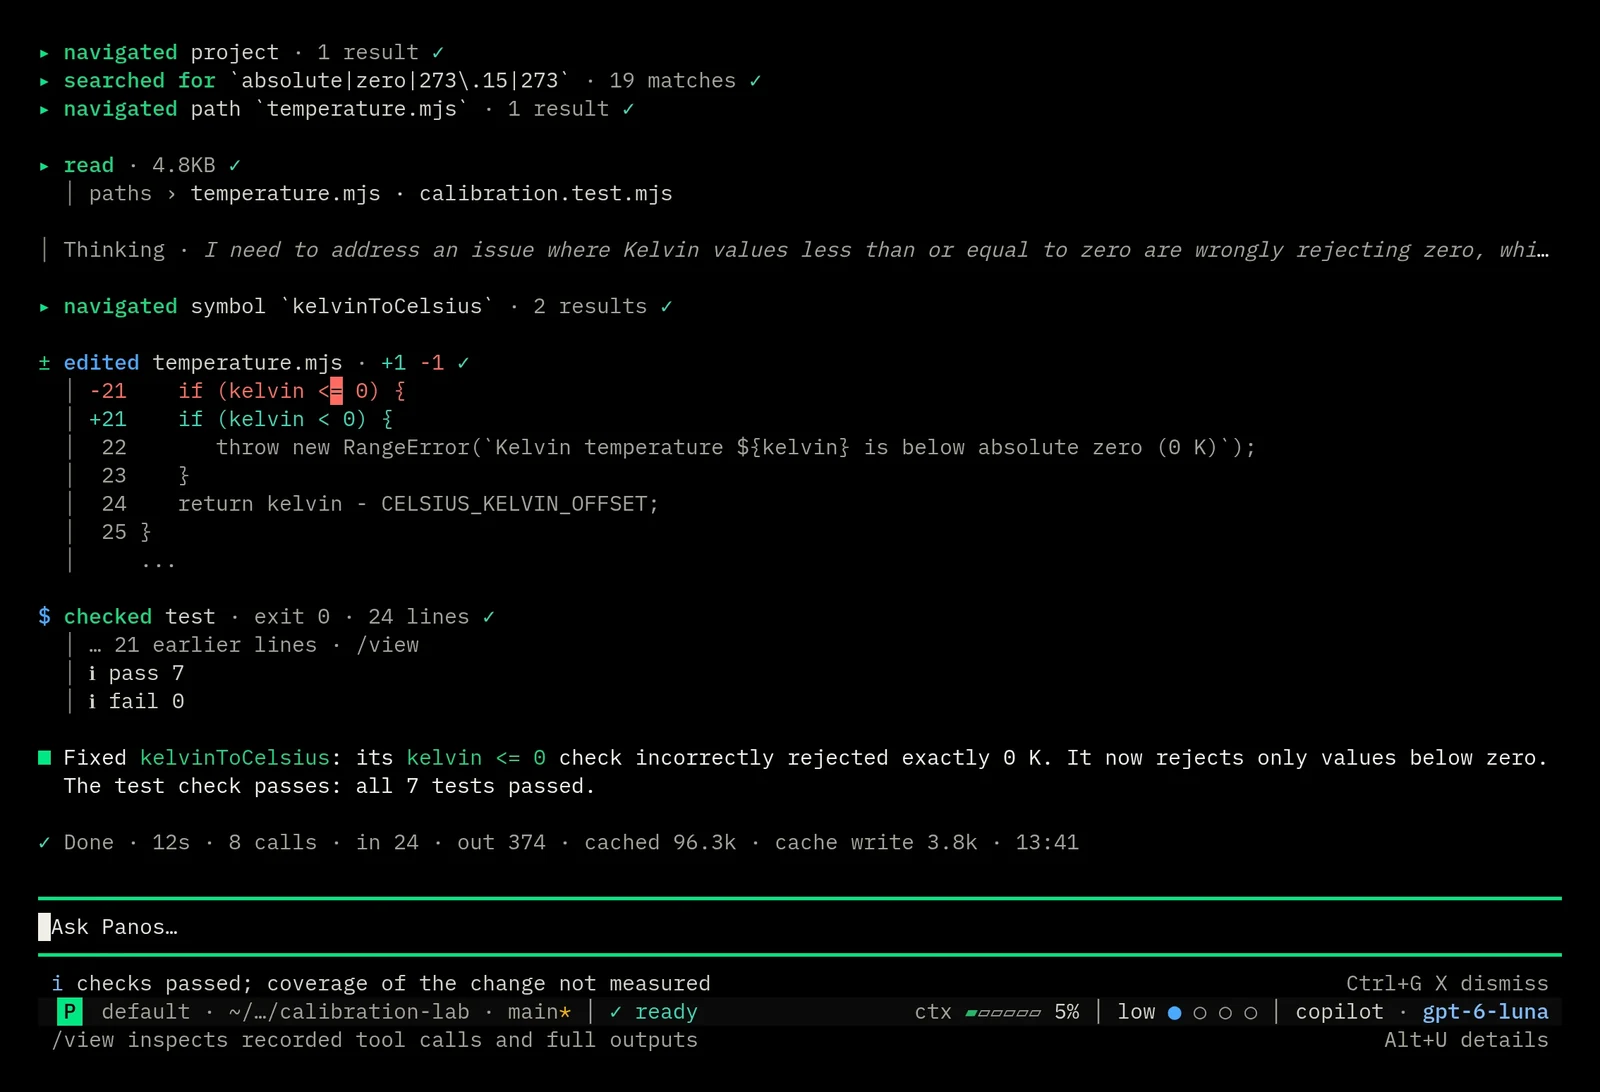 ▸ navigated project · 1 result ✓
▸ searched for `absolute|zero|273\.15|273` · 19 matches ✓
▸ navigated path `temperature.mjs` · 1 result ✓
▸ read · 4.8KB ✓
│ paths › temperature.mjs · calibration.test.mjs
│ Thinking · I need to address an issue where Kelvin values less than or equal to zero are wrongly rejecting zero, whi…
▸ navigated symbol `kelvinToCelsius` · 2 results ✓
± edited temperature.mjs · +1 -1 ✓
│ -21    if (kelvin <= 0) {
│ +21    if (kelvin < 0) {
│  22       throw new RangeError(`Kelvin temperature ${kelvin} is below absolute zero (0 K)`);
│  23    }
│  24    return kelvin - CELSIUS_KELVIN_OFFSET;
│  25 }
│     ...
$ checked test · exit 0 · 24 lines ✓
│ … 21 earlier lines · /view
│ ℹ pass 7
│ ℹ fail 0
■ Fixed kelvinToCelsius: its kelvin <= 0 check incorrectly rejected exactly 0 K. It now rejects only values below zero.
The test check passes: all 7 tests passed.
✓ Done · 12s · 8 calls · in 24 · out 374 · cached 96.3k · cache write 3.8k · 13:41
Ask Panos…
i checks passed; coverage of the change not measured Ctrl+G X dismiss
P default · ~/…/calibration-lab · main* │ ✓ ready ctx ▰▱▱▱▱▱ 5% │ low ● ○ ○ ○ │ copilot · gpt-6-luna
/view inspects recorded tool calls and full outputs Alt+U details